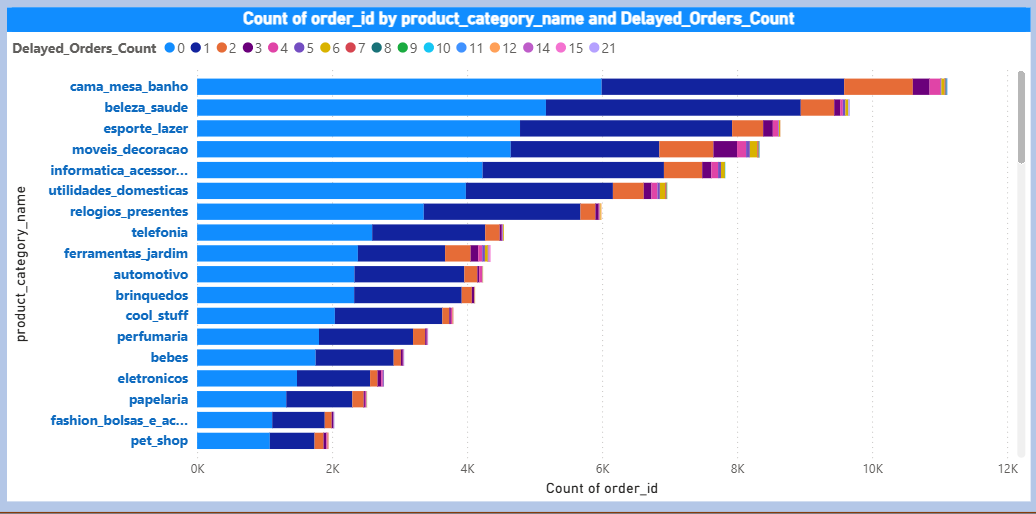 Count of order_id by product_category_name and Delayed_Orders_Count
Delayed_Orders_Count 0 1 2 3 4 5 6 7 8 9 10 11 12 14 15 21
product_category_name
cama_mesa_banho
beleza_saude
esporte_lazer
moveis_decoracao
informatica_acessor...
utilidades_domesticas
relogios_presentes
telefonia
ferramentas_jardim
automotivo
brinquedos
cool_stuff
perfumaria
bebes
eletronicos
papelaria
fashion_bolsas_e_ac...
pet_shop
0K 2K 4K 6K 8K 10K 12K
Count of order_id